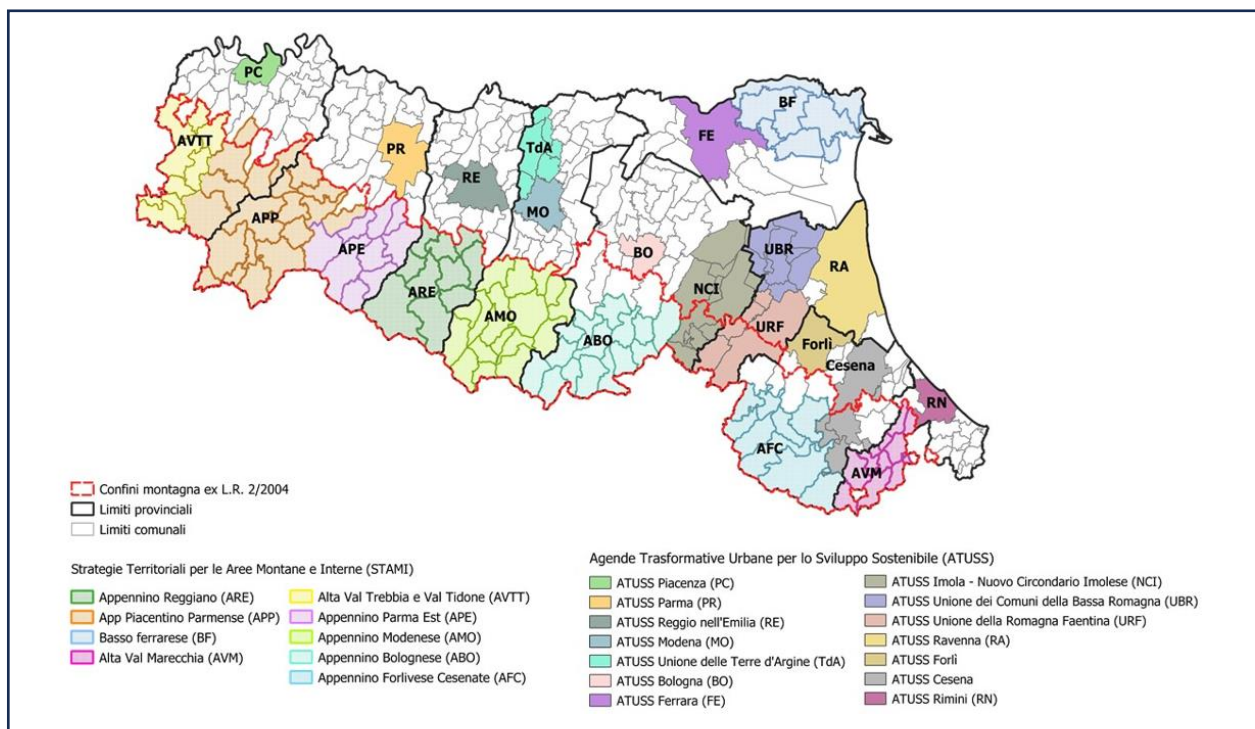 PC
BF
AVTT
FE
PR
TdA
RE
MO
APP
UBR
APE
BO
RA
ARE
NCI
AMO
URF
ABO
Forlì
Cesena
RN
AFC
AVM
Confini montagna ex L.R. 2/2004
Limiti provinciali
Limiti comunali
Strategie Territoriali per le Aree Montane e Interne (STAMI)
Appennino Reggiano (ARE)
App Piacentino Parmense (APP)
Basso ferrarese (BF)
Alta Val Marecchia (AVM)
Alta Val Trebbia e Val Tidone (AVTT)
Appennino Parma Est (APE)
Appennino Modenese (AMO)
Appennino Bolognese (ABO)
Appennino Forlivese Cesenate (AFC)
Agende Trasformative Urbane per lo Sviluppo Sostenibile (ATUSS)
ATUSS Piacenza (PC)
ATUSS Parma (PR)
ATUSS Reggio nell'Emilia (RE)
ATUSS Modena (MO)
ATUSS Unione delle Terre d'Argine (TdA)
ATUSS Bologna (BO)
ATUSS Ferrara (FE)
ATUSS Imola - Nuovo Circondario Imolese (NCI)
ATUSS Unione dei Comuni della Bassa Romagna (UBR)
ATUSS Unione della Romagna Faentina (URF)
ATUSS Ravenna (RA)
ATUSS Forlì
ATUSS Cesena
ATUSS Rimini (RN)